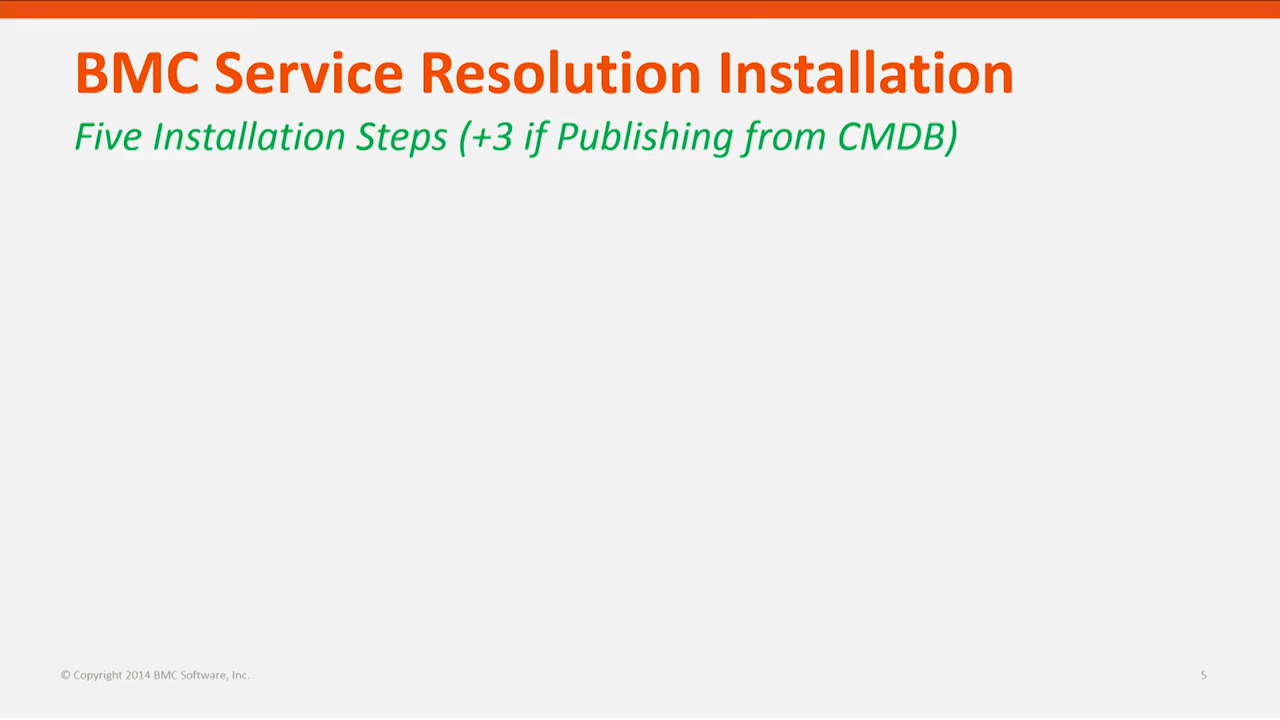 BMC Service Resolution Installation
Five Installation Steps (+3 if Publishing from CMDB)
© Copyright 2014 BMC Software, Inc.
5